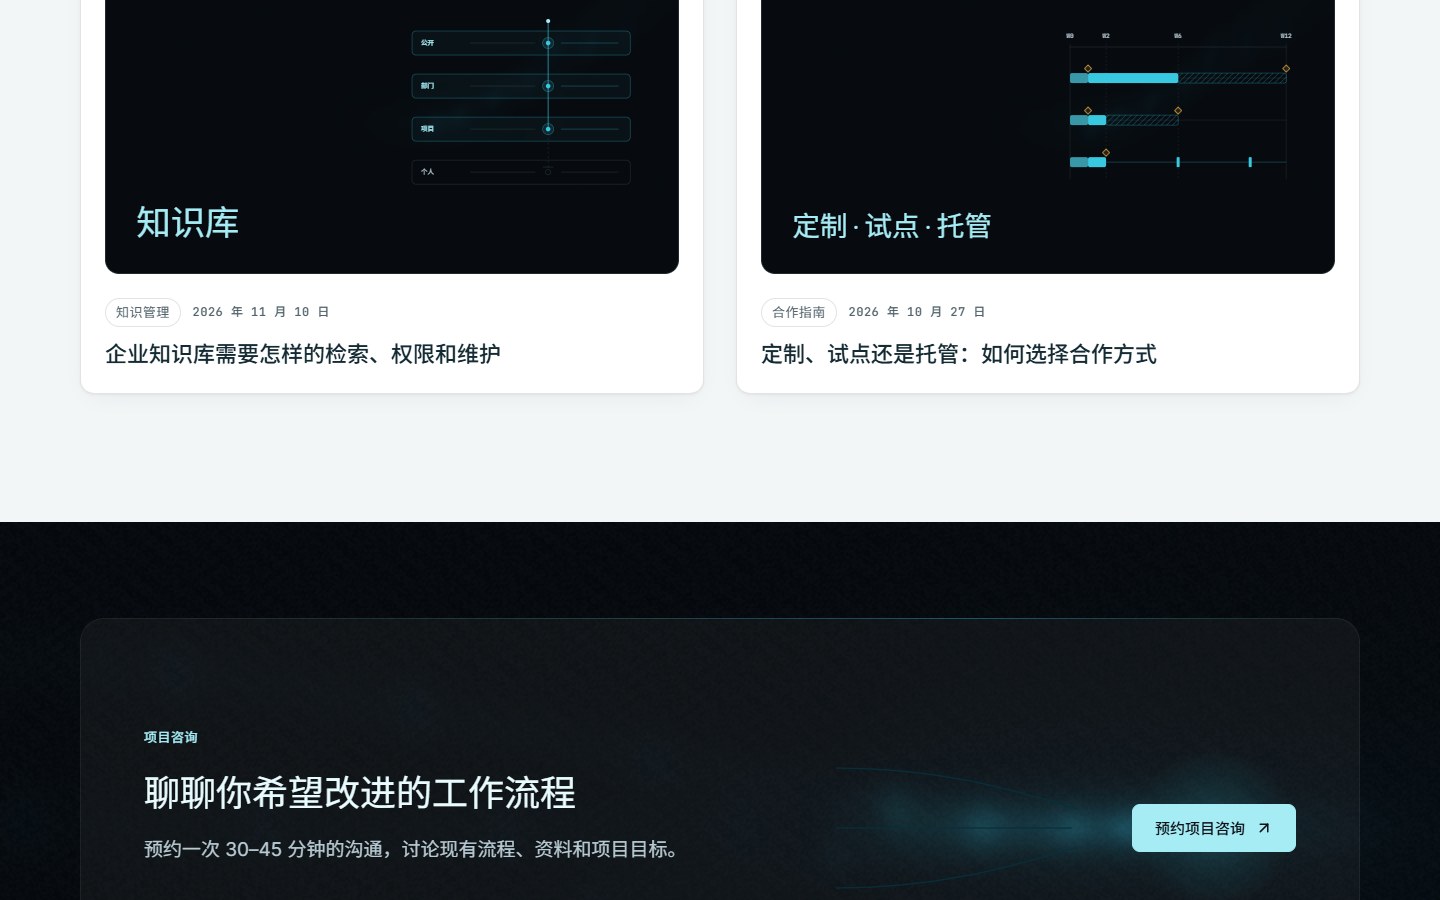 公开
部门
项目
个人
知识库
知识管理 2026 年 11 月 10 日
企业知识库需要怎样的检索、权限和维护
W0 W2 W6 W12
定制·试点·托管
合作指南 2026 年 10 月 27 日
定制、试点还是托管：如何选择合作方式
项目咨询
聊聊你希望改进的工作流程
预约一次 30–45 分钟的沟通，讨论现有流程、资料和项目目标。
预约项目咨询